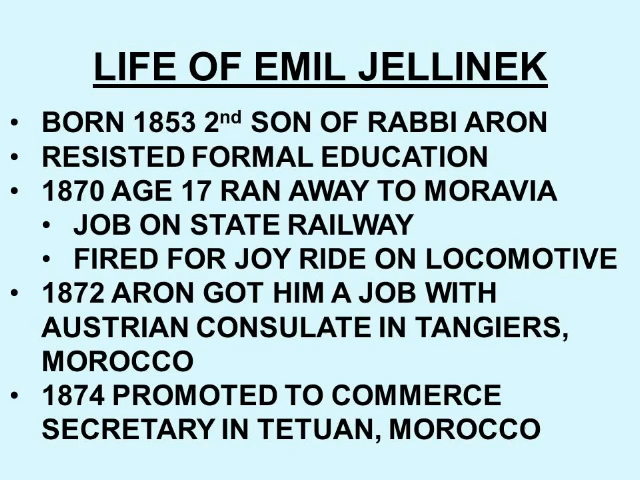 LIFE OF EMIL JELLINEK
• BORN 1853 2nd SON OF RABBI ARON
• RESISTED FORMAL EDUCATION
• 1870 AGE 17 RAN AWAY TO MORAVIA
• JOB ON STATE RAILWAY
• FIRED FOR JOY RIDE ON LOCOMOTIVE
• 1872 ARON GOT HIM A JOB WITH
AUSTRIAN CONSULATE IN TANGIERS,
MOROCCO
• 1874 PROMOTED TO COMMERCE
SECRETARY IN TETUAN, MOROCCO